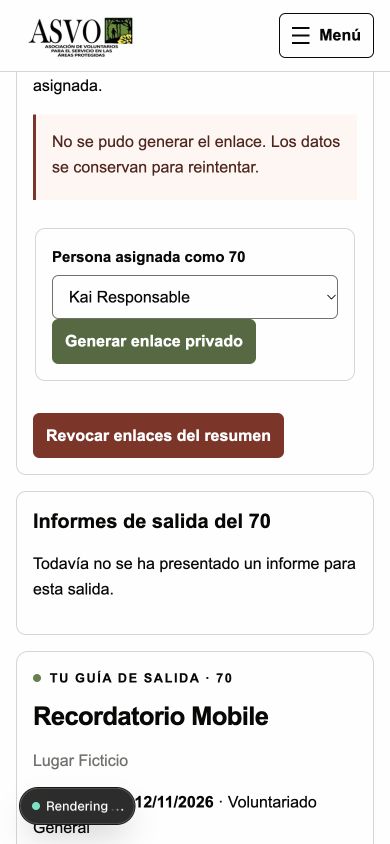 ASVO
ASOCIACIÓN DE VOLUNTARIOS
PARA EL SERVICIO EN LAS
ÁREAS PROTEGIDAS
Menú
asignada.
No se pudo generar el enlace. Los datos
se conservan para reintentar.
Persona asignada como 70
Kai Responsable
Generar enlace privado
Revocar enlaces del resumen
Informes de salida del 70
Todavía no se ha presentado un informe para
esta salida.
TU GUÍA DE SALIDA · 70
Recordatorio Mobile
Lugar Ficticio
Rendering ...
12/11/2026 · Voluntariado
General